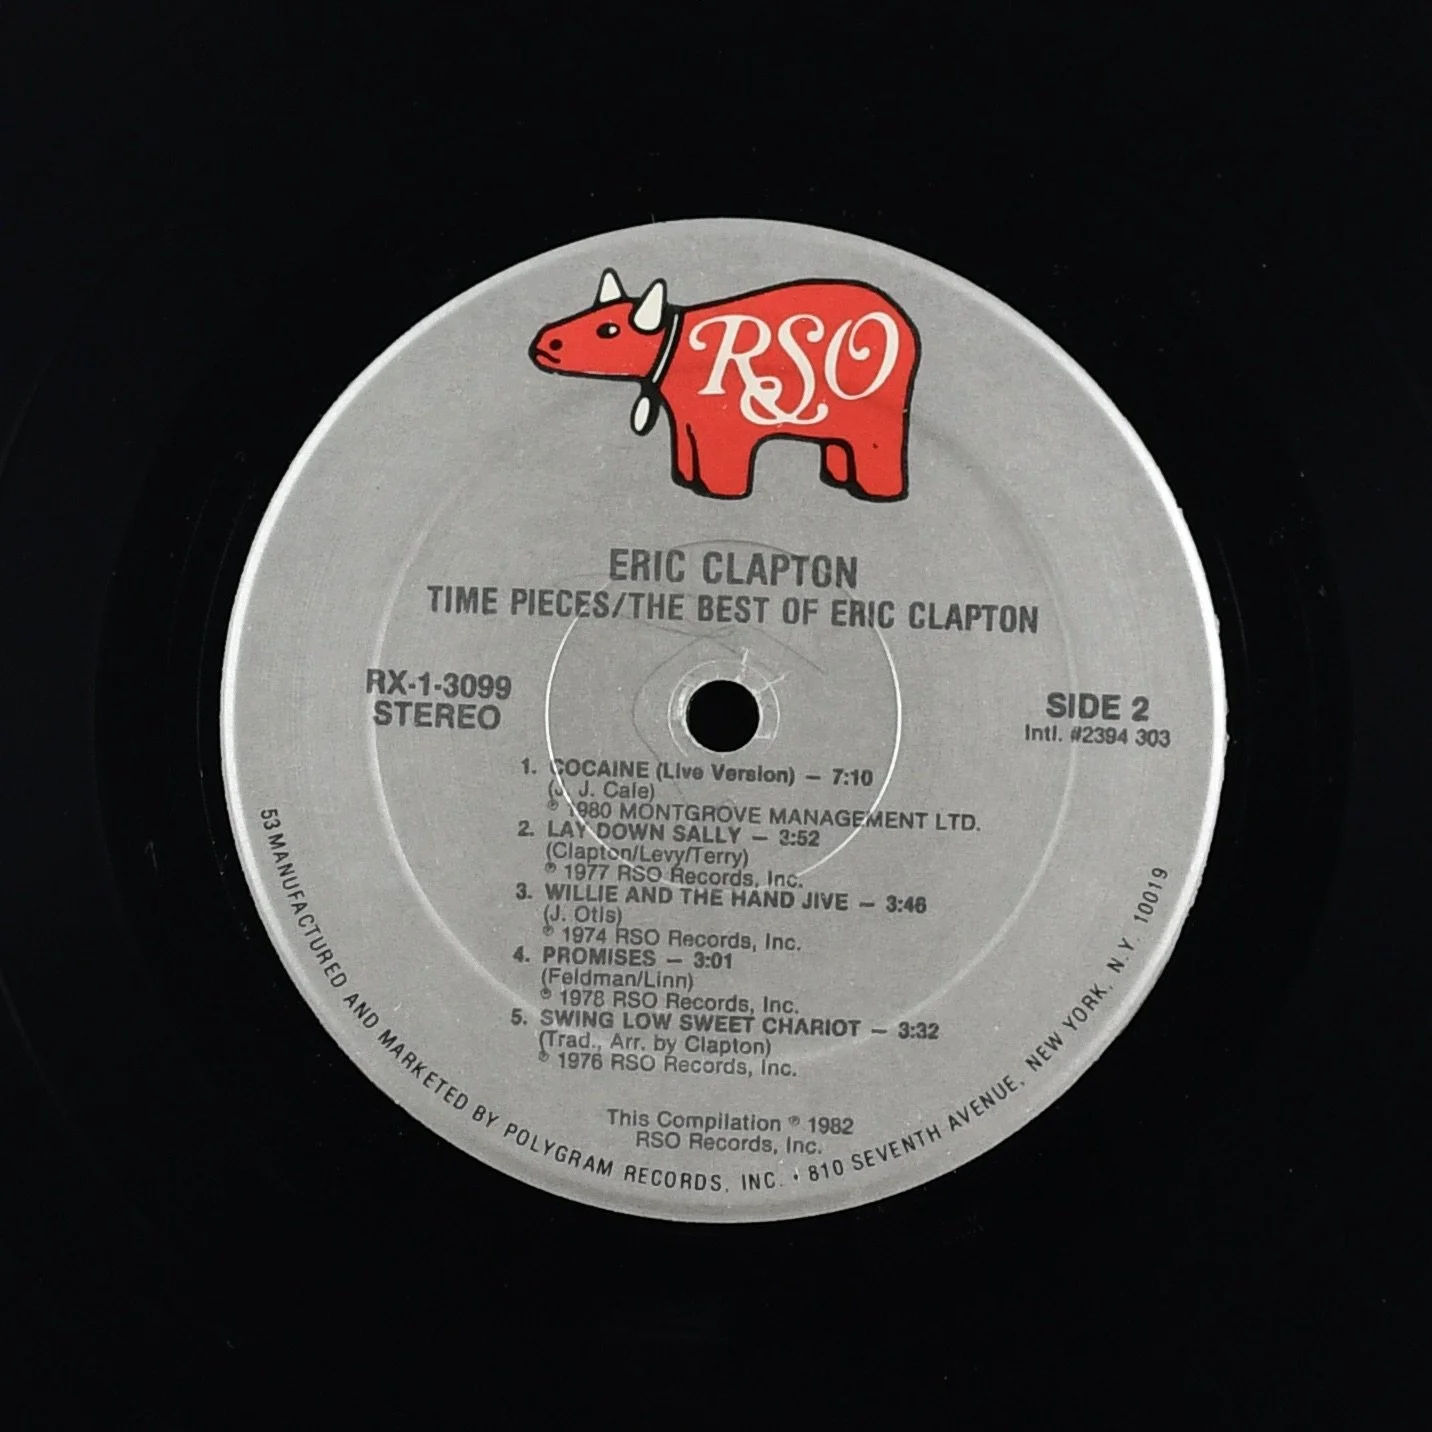 RSO
ERIC CLAPTON
TIME PIECES/THE BEST OF ERIC CLAPTON
RX-1-3099
STEREO
SIDE 2
Intl. #2394 303
1. COCAINE (Live Version) — 7:10
(J. J. Cale)
℗ 1980 MONTGROVE MANAGEMENT LTD.
2. LAY DOWN SALLY — 3:52
(Clapton/Levy/Terry)
℗ 1977 RSO Records, Inc.
3. WILLIE AND THE HAND JIVE — 3:46
(J. Otis)
℗ 1974 RSO Records, Inc.
4. PROMISES — 3:01
(Feldman/Linn)
℗ 1978 RSO Records, Inc.
5. SWING LOW SWEET CHARIOT — 3:32
(Trad., Arr. by Clapton)
℗ 1976 RSO Records, Inc.
This Compilation ℗ 1982
RSO Records, Inc.
53 MANUFACTURED AND MARKETED BY POLYGRAM RECORDS, INC. • 810 SEVENTH AVENUE, NEW YORK, N.Y. 10019